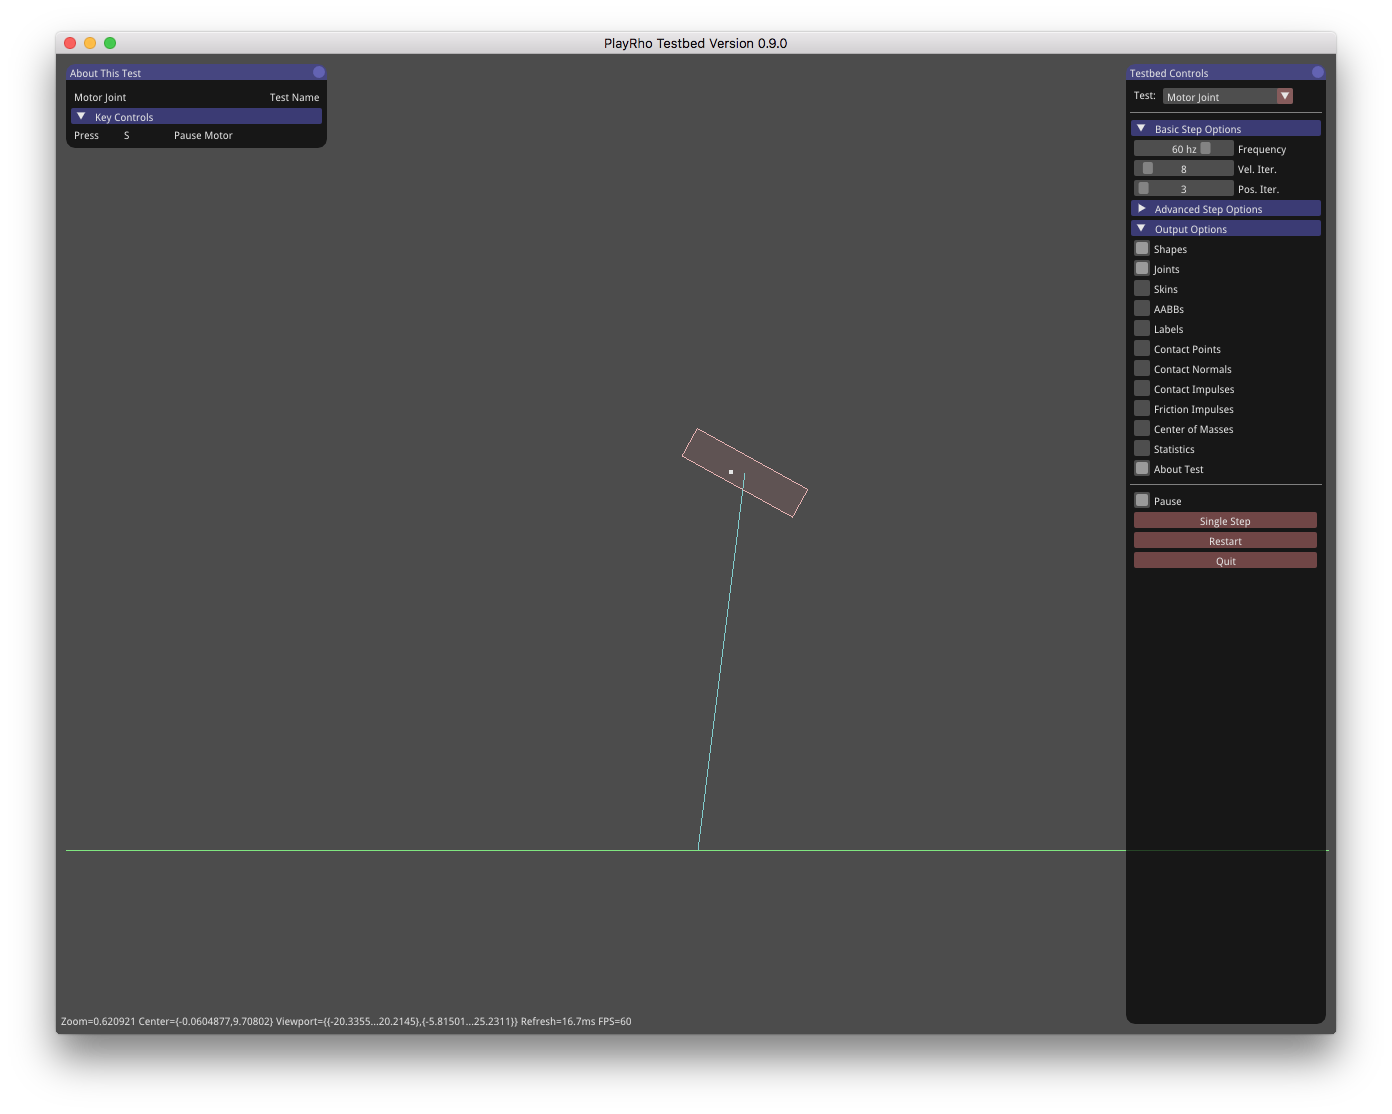 PlayRho Testbed Version 0.9.0
About This Test
Motor Joint Test Name
Key Controls
Press S Pause Motor
Testbed Controls
Test: Motor Joint
Basic Step Options
60 hz Frequency
8 Vel. Iter.
3 Pos. Iter.
Advanced Step Options
Output Options
Shapes
Joints
Skins
AABBs
Labels
Contact Points
Contact Normals
Contact Impulses
Friction Impulses
Center of Masses
Statistics
About Test
Pause
Single Step
Restart
Quit
Zoom=0.620921 Center={-0.0604877,9.70802} Viewport={{-20.3355...20.2145},{-5.81501...25.2311}} Refresh=16.7ms FPS=60